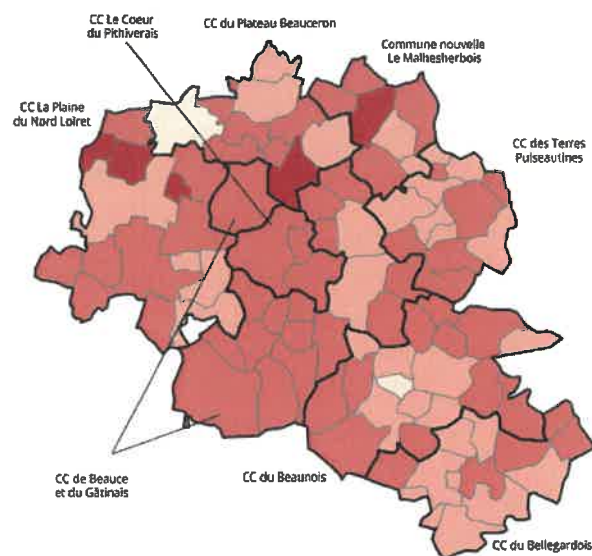 CC Le Coeur
du Pithiverais
CC du Plateau Beauceron
Commune nouvelle
Le Malhesherbois
CC La Plaine
du Nord Loiret
CC des Terres
Puiseautines
CC de Beauce
et du Gâtinais
CC du Beaunois
CC du Bellegardois